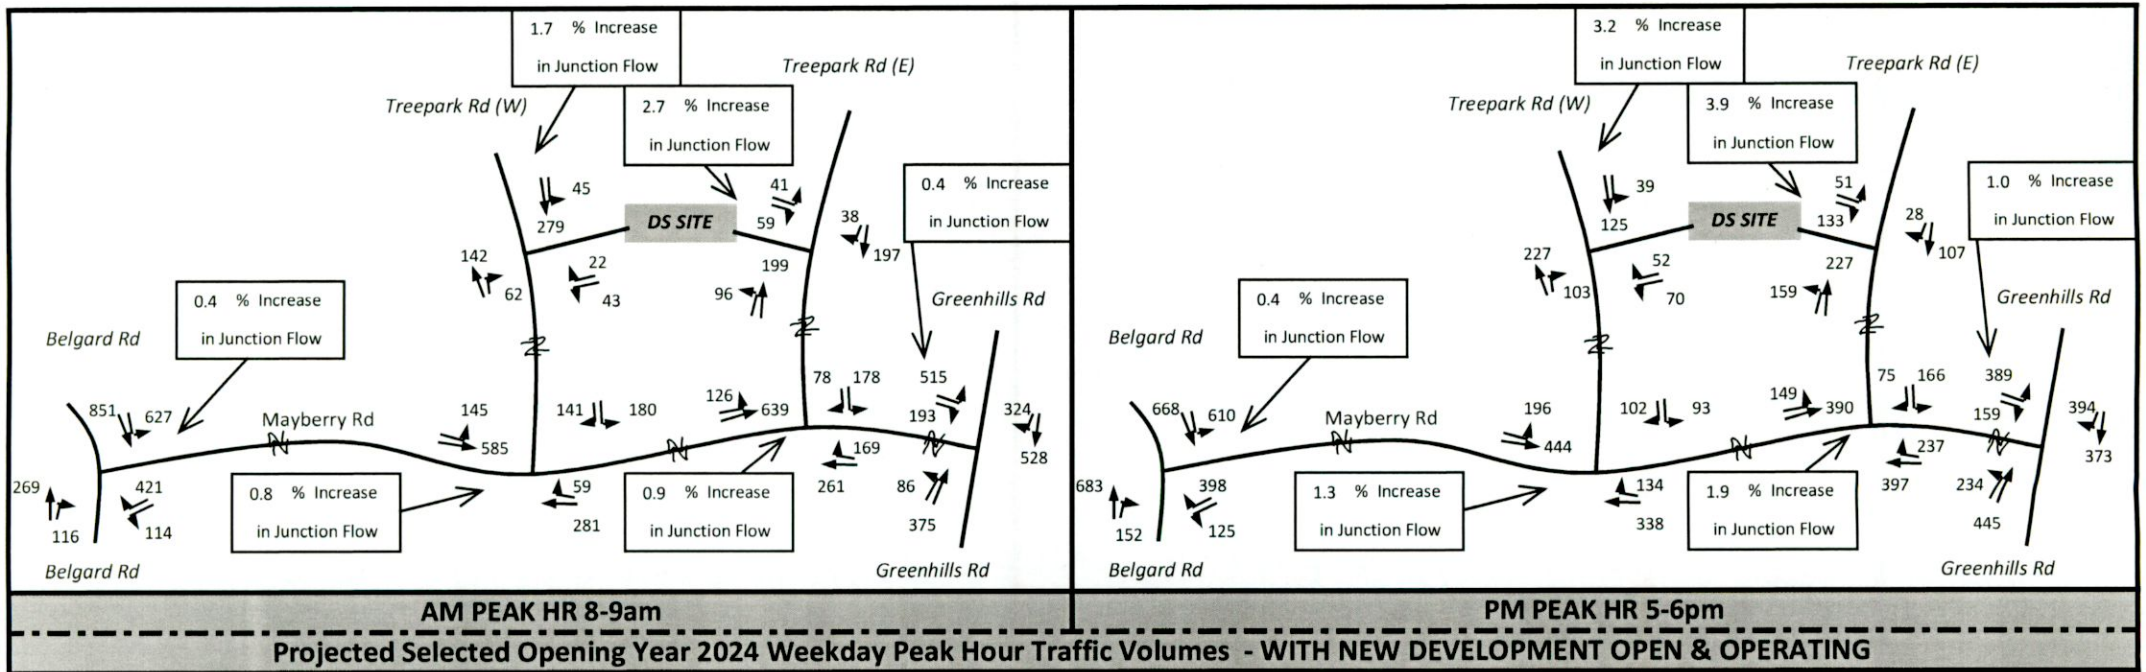 1.7 % Increase
in Junction Flow
Treepark Rd (E)
Treepark Rd (W)
2.7 % Increase
in Junction Flow
0.4 % Increase
in Junction Flow
45
279
DS SITE
41
59
38
197
142
62
22
43
199
96
Greenhills Rd
0.4 % Increase
in Junction Flow
Belgard Rd
851
627
Mayberry Rd
145
585
141
180
126
639
78
178
515
193
324
528
269
116
421
114
0.8 % Increase
in Junction Flow
59
281
0.9 % Increase
in Junction Flow
169
261
86
375
Belgard Rd
Greenhills Rd
AM PEAK HR 8-9am
3.2 % Increase
in Junction Flow
Treepark Rd (E)
Treepark Rd (W)
3.9 % Increase
in Junction Flow
1.0 % Increase
in Junction Flow
39
125
DS SITE
51
133
28
107
227
103
52
70
227
159
Greenhills Rd
0.4 % Increase
in Junction Flow
Belgard Rd
668
610
Mayberry Rd
196
444
102
93
149
390
75
166
389
159
394
373
683
152
398
125
1.3 % Increase
in Junction Flow
134
338
1.9 % Increase
in Junction Flow
237
397
234
445
Belgard Rd
Greenhills Rd
PM PEAK HR 5-6pm
Projected Selected Opening Year 2024 Weekday Peak Hour Traffic Volumes - WITH NEW DEVELOPMENT OPEN & OPERATING